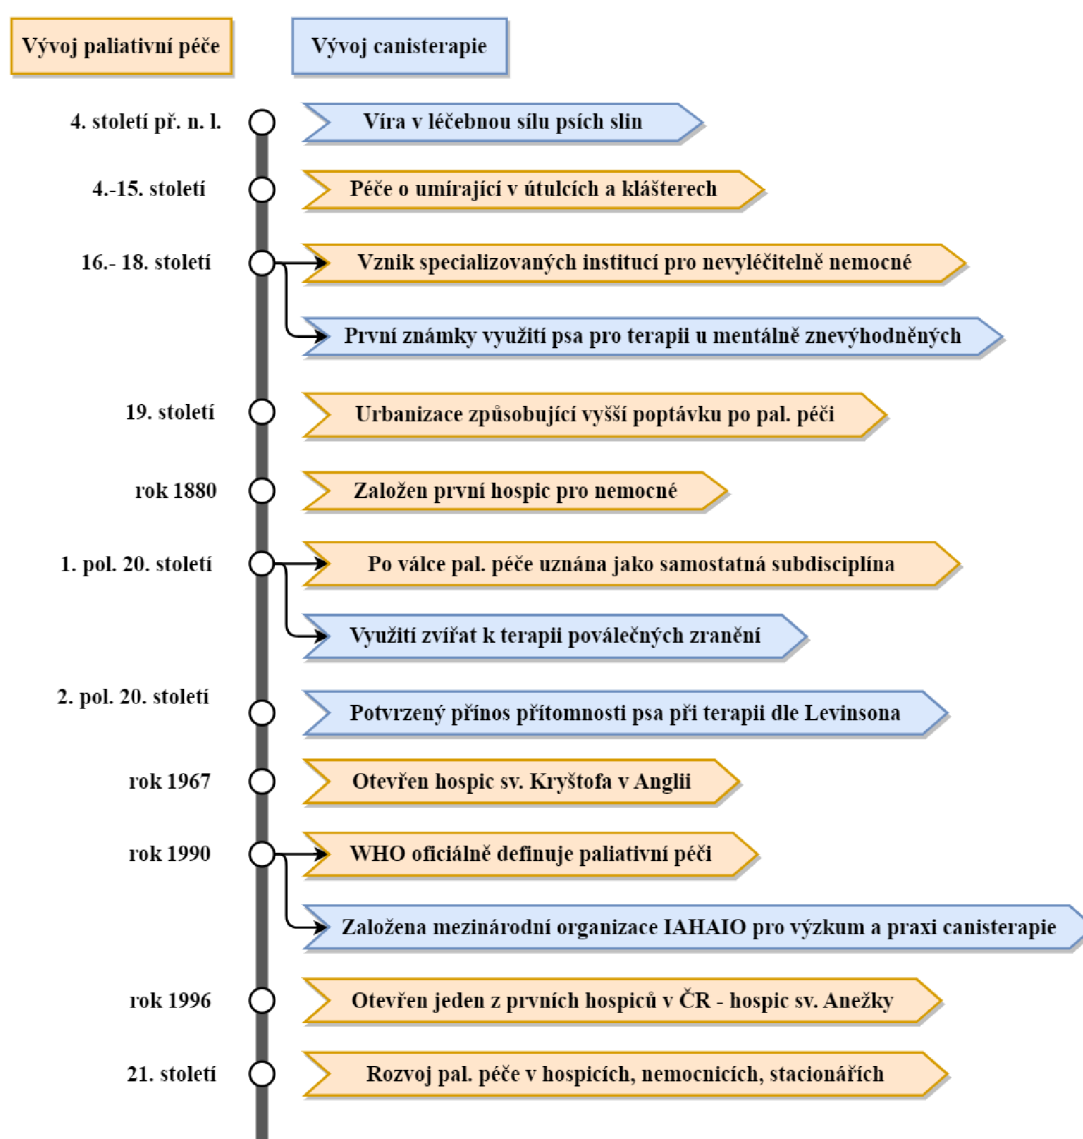 Vývoj paliativní péče
Vývoj canisterapie
4. století př. n. l.
Víra v léčebnou sílu psích slin
4.-15. století
Péče o umírající v útulcích a klášterech
16.- 18. století
Vznik specializovaných institucí pro nevyléčitelně nemocné
První známky využití psa pro terapii u mentálně znevýhodněných
19. století
Urbanizace způsobující vyšší poptávku po pal. péči
rok 1880
Založen první hospic pro nemocné
1. pol. 20. století
Po válce pal. péče uznána jako samostatná subdisciplína
Využití zvířat k terapii poválečných zranění
2. pol. 20. století
Potvrzený přínos přítomnosti psa při terapii dle Levinsona
rok 1967
Otevřen hospic sv. Kryštofa v Anglii
rok 1990
WHO oficiálně definuje paliativní péči
Založena mezinárodní organizace IAHAIO pro výzkum a praxi canisterapie
rok 1996
Otevřen jeden z prvních hospiců v ČR - hospic sv. Anežky
21. století
Rozvoj pal. péče v hospicích, nemocnicích, stacionářích